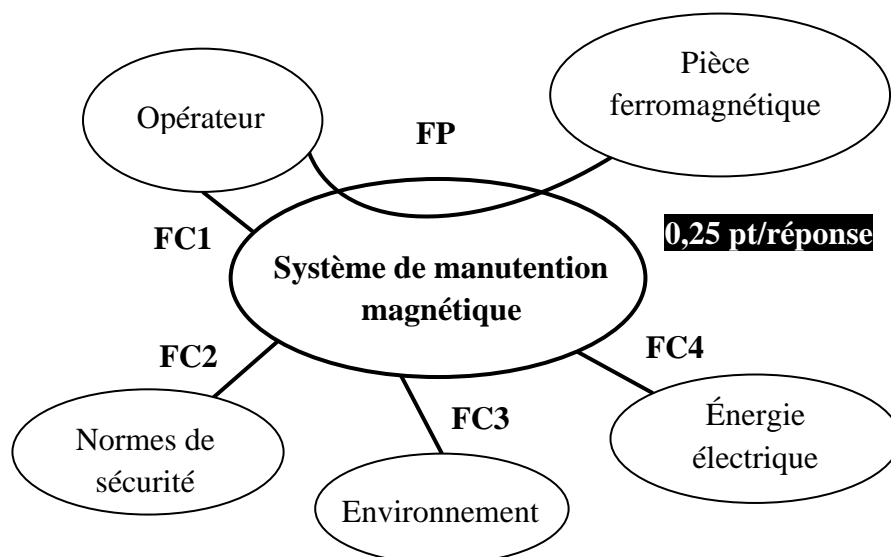 Pièce
ferromagnétique
Opérateur
FP
FC1
0,25 pt/réponse
Système de manutention
magnétique
FC2
FC4
FC3
Énergie
électrique
Normes de
sécurité
Environnement